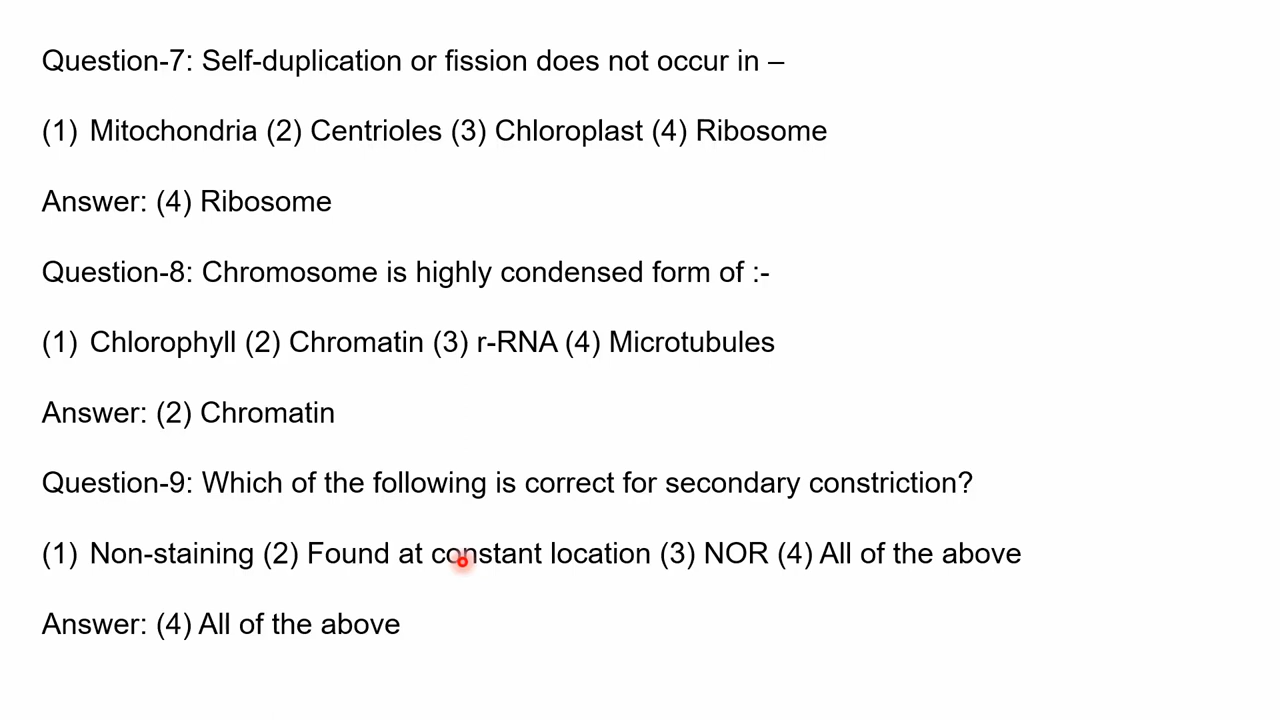 Question-7: Self-duplication or fission does not occur in –
(1) Mitochondria (2) Centrioles (3) Chloroplast (4) Ribosome
Answer: (4) Ribosome
Question-8: Chromosome is highly condensed form of :-
(1) Chlorophyll (2) Chromatin (3) r-RNA (4) Microtubules
Answer: (2) Chromatin
Question-9: Which of the following is correct for secondary constriction?
(1) Non-staining (2) Found at constant location (3) NOR (4) All of the above
Answer: (4) All of the above